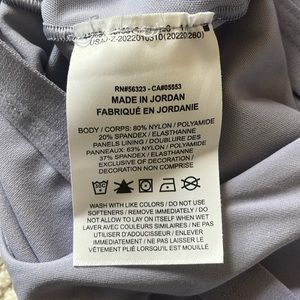 RN#56323 - CA#05553
MADE IN JORDAN
FABRIQUÉ EN JORDANIE
BODY / CORPS: 80% NYLON / POLYAMIDE
20% SPANDEX / ELASTHANNE
PANELS LINING / DOUBLURE DES
PANNEAUX: 63% NYLON / POLYAMIDE
37% SPANDEX / ELASTHANNE
EXCLUSIVE OF DECORATION /
DECORATION NON COMPRISE
WASH WITH LIKE COLORS / DO NOT USE
SOFTENERS / REMOVE IMMEDIATELY / DO
NOT ALLOW TO LAY ON ITSELF WHEN WET
LAVER AVEC COULEURS SIMILAIRES / NE PAS
UTILISER D'ADOUCISSEUR / ENLEVER
IMMÉDIATEMENT / NE PAS LAISSER LE
VÊTEMENT PLIÉ LORSQU'IL EST MOUILLÉ